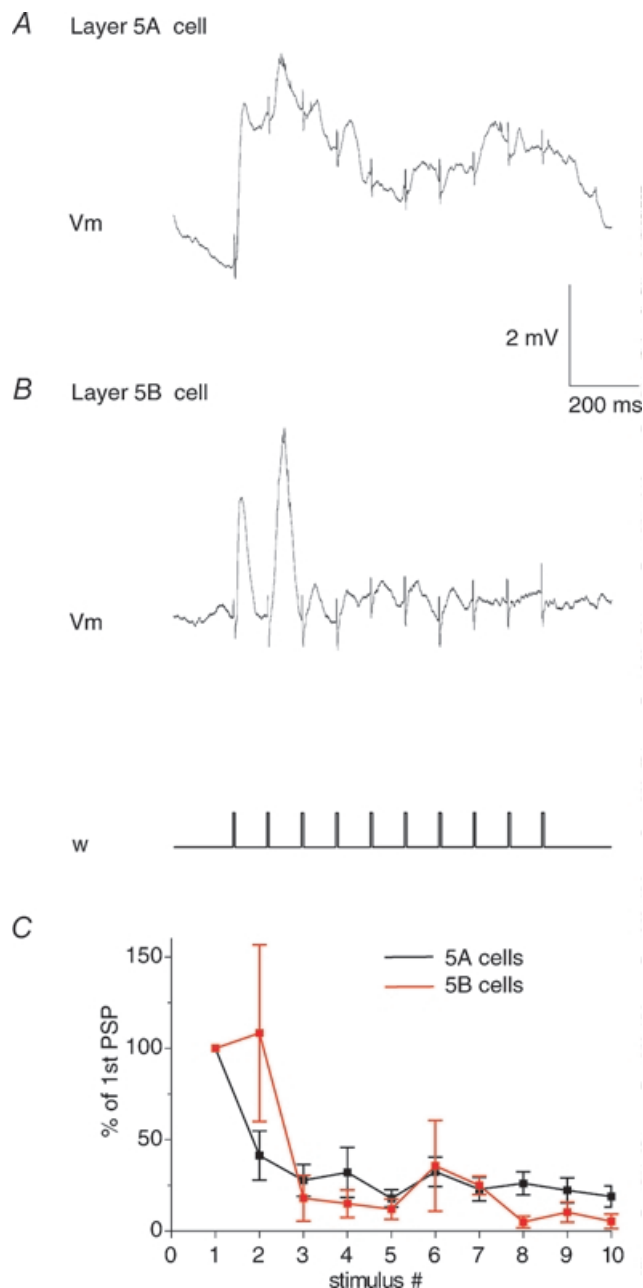 A Layer 5A cell
Vm
2 mV
200 ms
B Layer 5B cell
Vm
w
C
% of 1st PSP
150
100
50
0
5A cells
5B cells
0 1 2 3 4 5 6 7 8 9 10
stimulus #